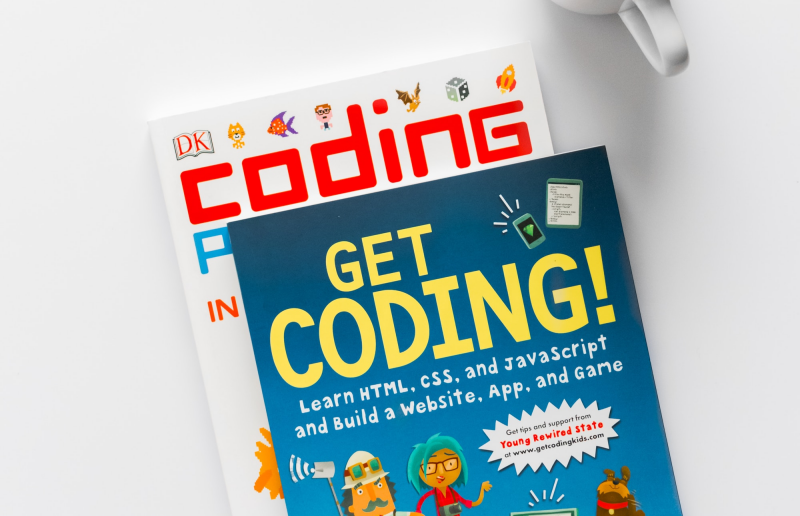 DK
coding
P
IN
GET
CODING!
Learn HTML, CSS, and JavaScript
and Build a Website, App, and Game
Get tips and support from
Young Rewired State
at www.getcodingkids.com